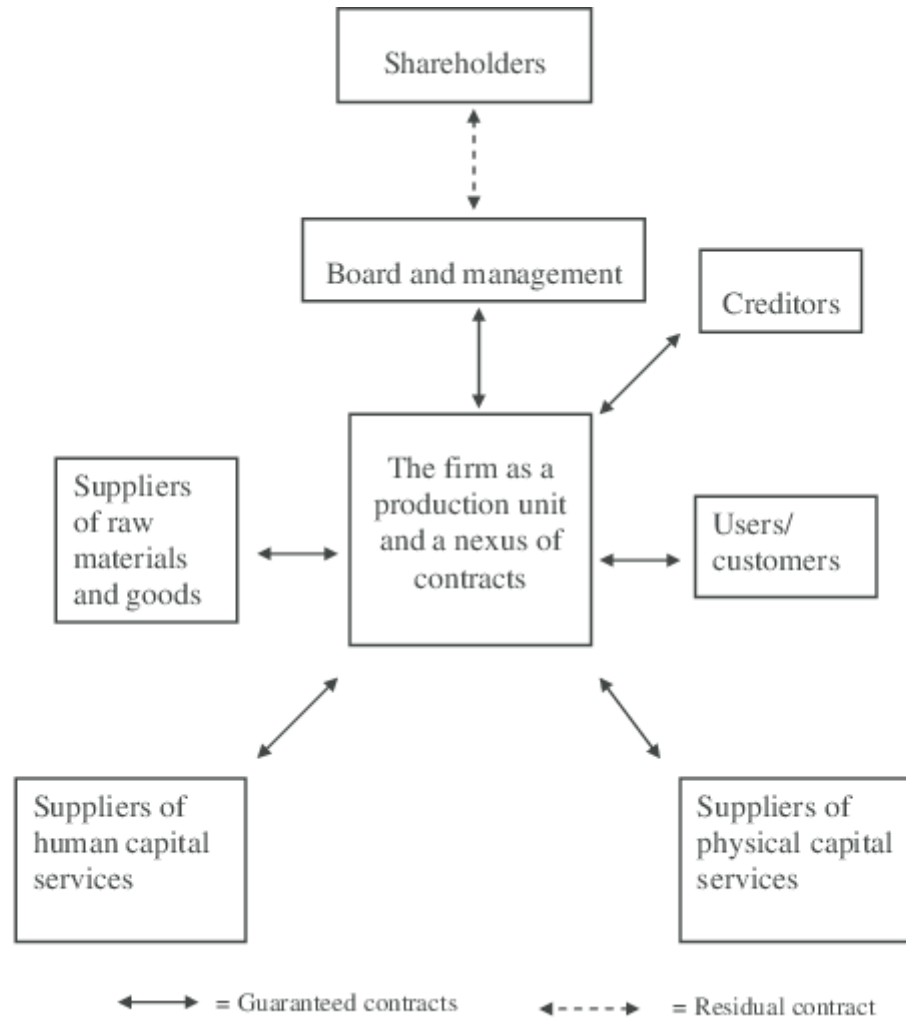 Shareholders
Board and management
Creditors
The firm as a
production unit
and a nexus of
contracts
Suppliers
of raw
materials
and goods
Users/
customers
Suppliers of
human capital
services
Suppliers of
physical capital
services
= Guaranteed contracts
= Residual contract